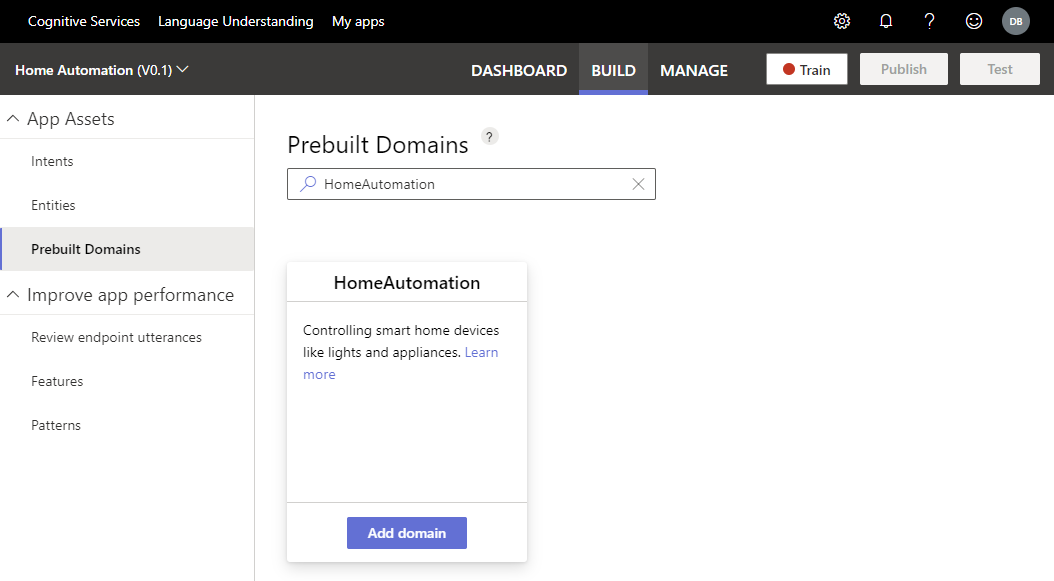 Cognitive Services Language Understanding My apps
? DB
Home Automation (V0.1) DASHBOARD BUILD MANAGE Train Publish Test
App Assets
Intents
Entities
Prebuilt Domains
Improve app performance
Review endpoint utterances
Features
Patterns
Prebuilt Domains ?
HomeAutomation
HomeAutomation
Controlling smart home devices
like lights and appliances. Learn
more
Add domain